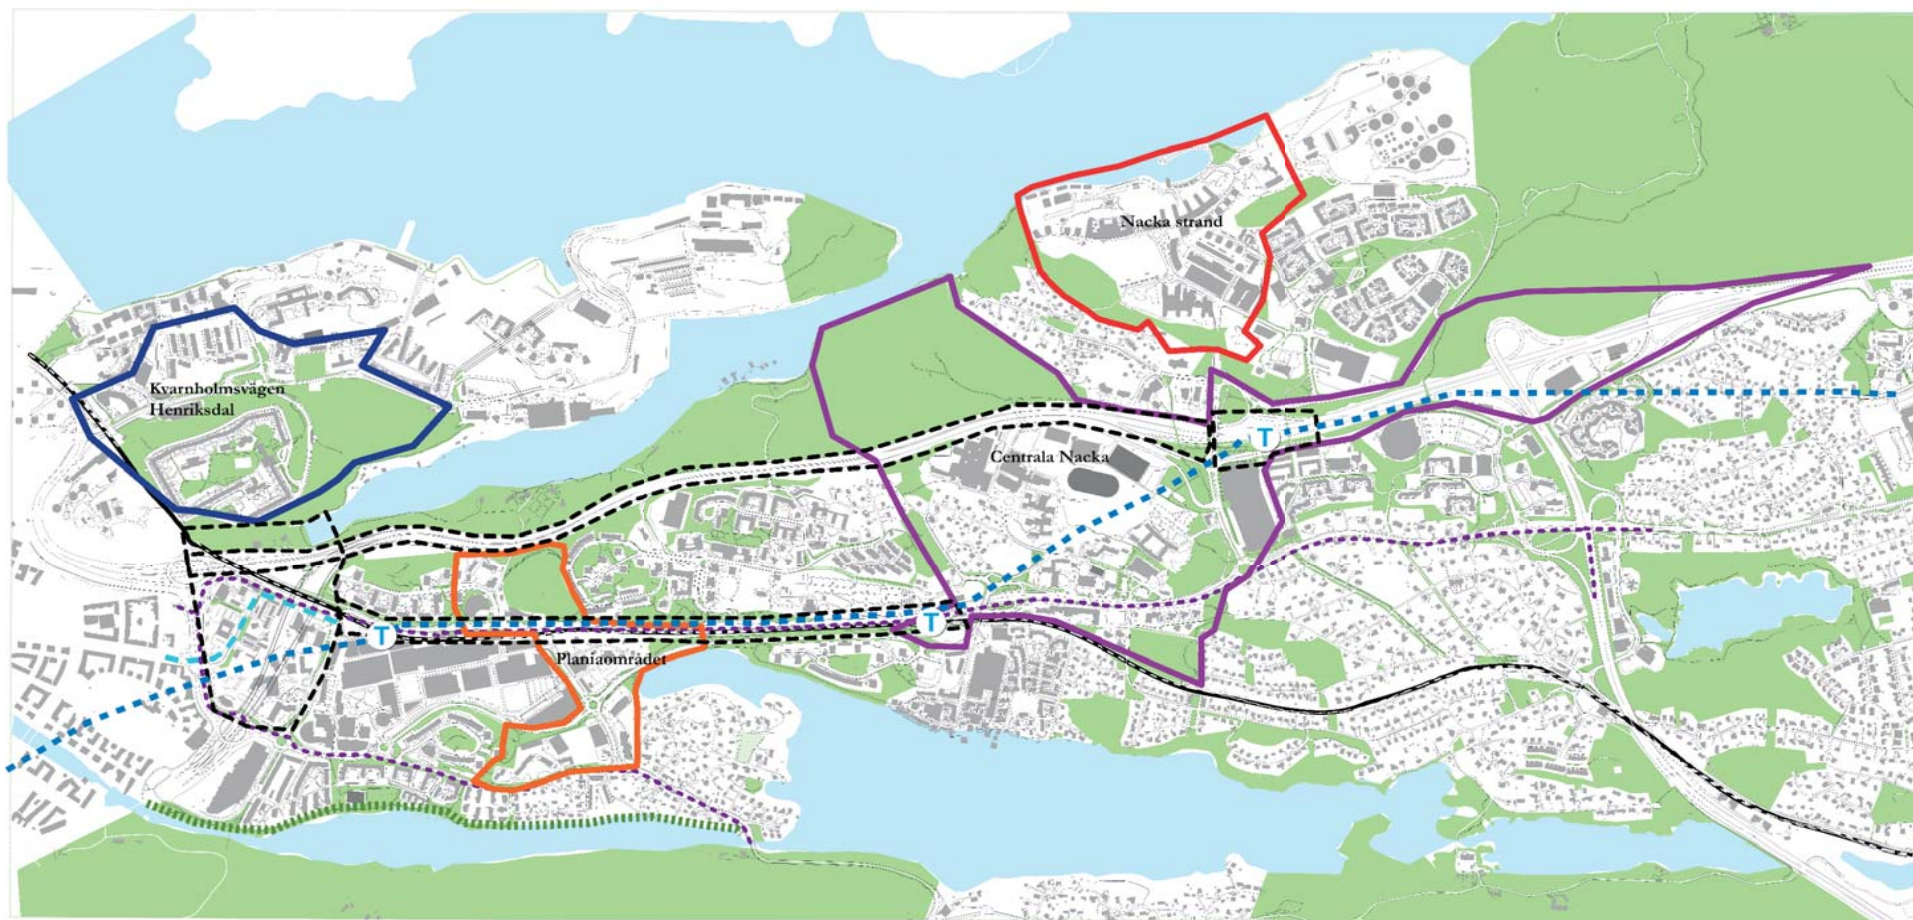 Nacka strand
Kvarnholmsvägen
Henriksdal
T
Centrala Nacka
T
T
Planiaområdet